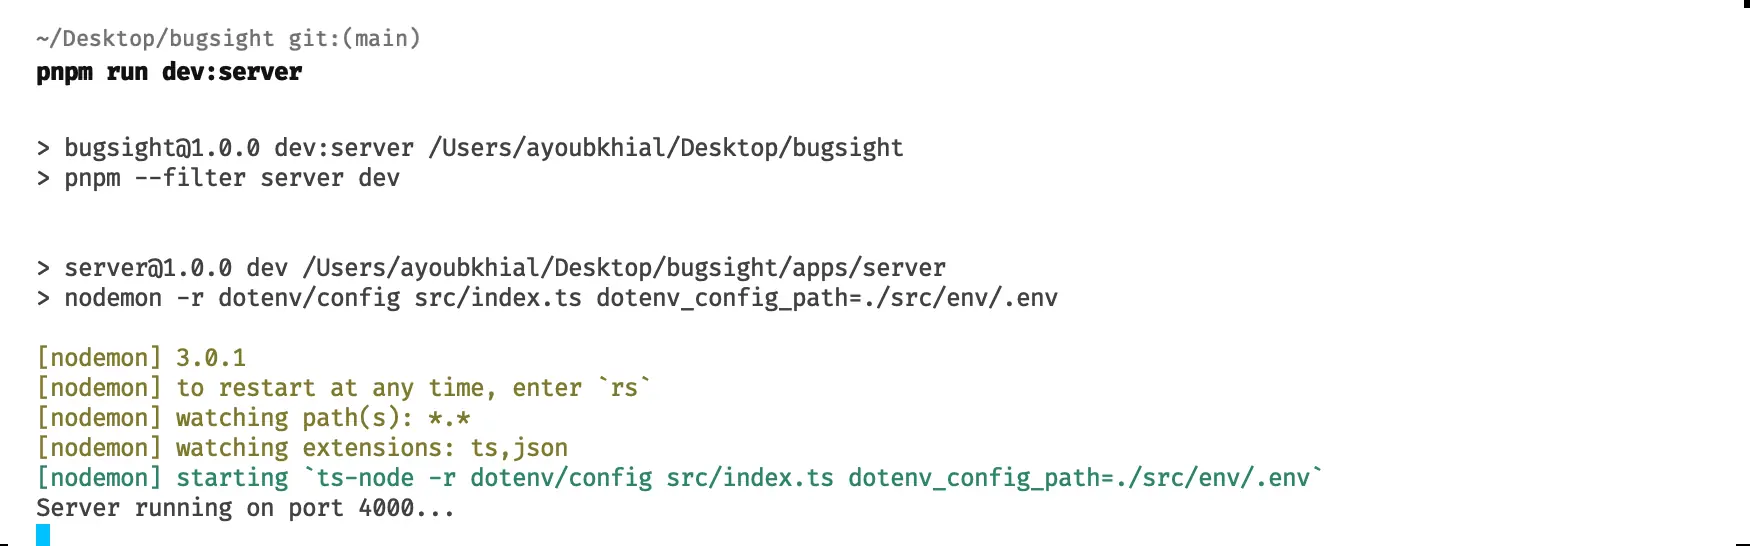 ~/Desktop/bugsight git:(main)
pnpm run dev:server
> bugsight@1.0.0 dev:server /Users/ayoubkhial/Desktop/bugsight
> pnpm --filter server dev
> server@1.0.0 dev /Users/ayoubkhial/Desktop/bugsight/apps/server
> nodemon -r dotenv/config src/index.ts dotenv_config_path=./src/env/.env
[nodemon] 3.0.1
[nodemon] to restart at any time, enter `rs`
[nodemon] watching path(s): *.*
[nodemon] watching extensions: ts,json
[nodemon] starting `ts-node -r dotenv/config src/index.ts dotenv_config_path=./src/env/.env`
Server running on port 4000...